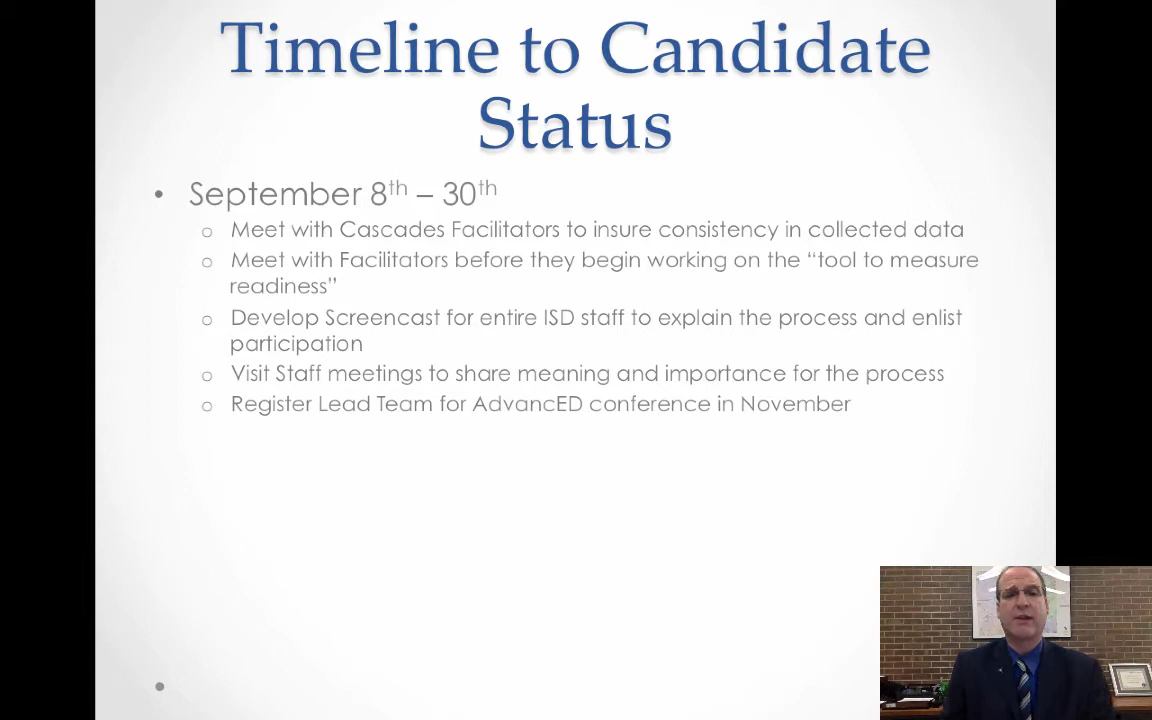 Timeline to Candidate
Status
• September 8th – 30th
o Meet with Cascades Facilitators to insure consistency in collected data
o Meet with Facilitators before they begin working on the “tool to measure
readiness”
o Develop Screencast for entire ISD staff to explain the process and enlist
participation
o Visit Staff meetings to share meaning and importance for the process
o Register Lead Team for AdvancED conference in November